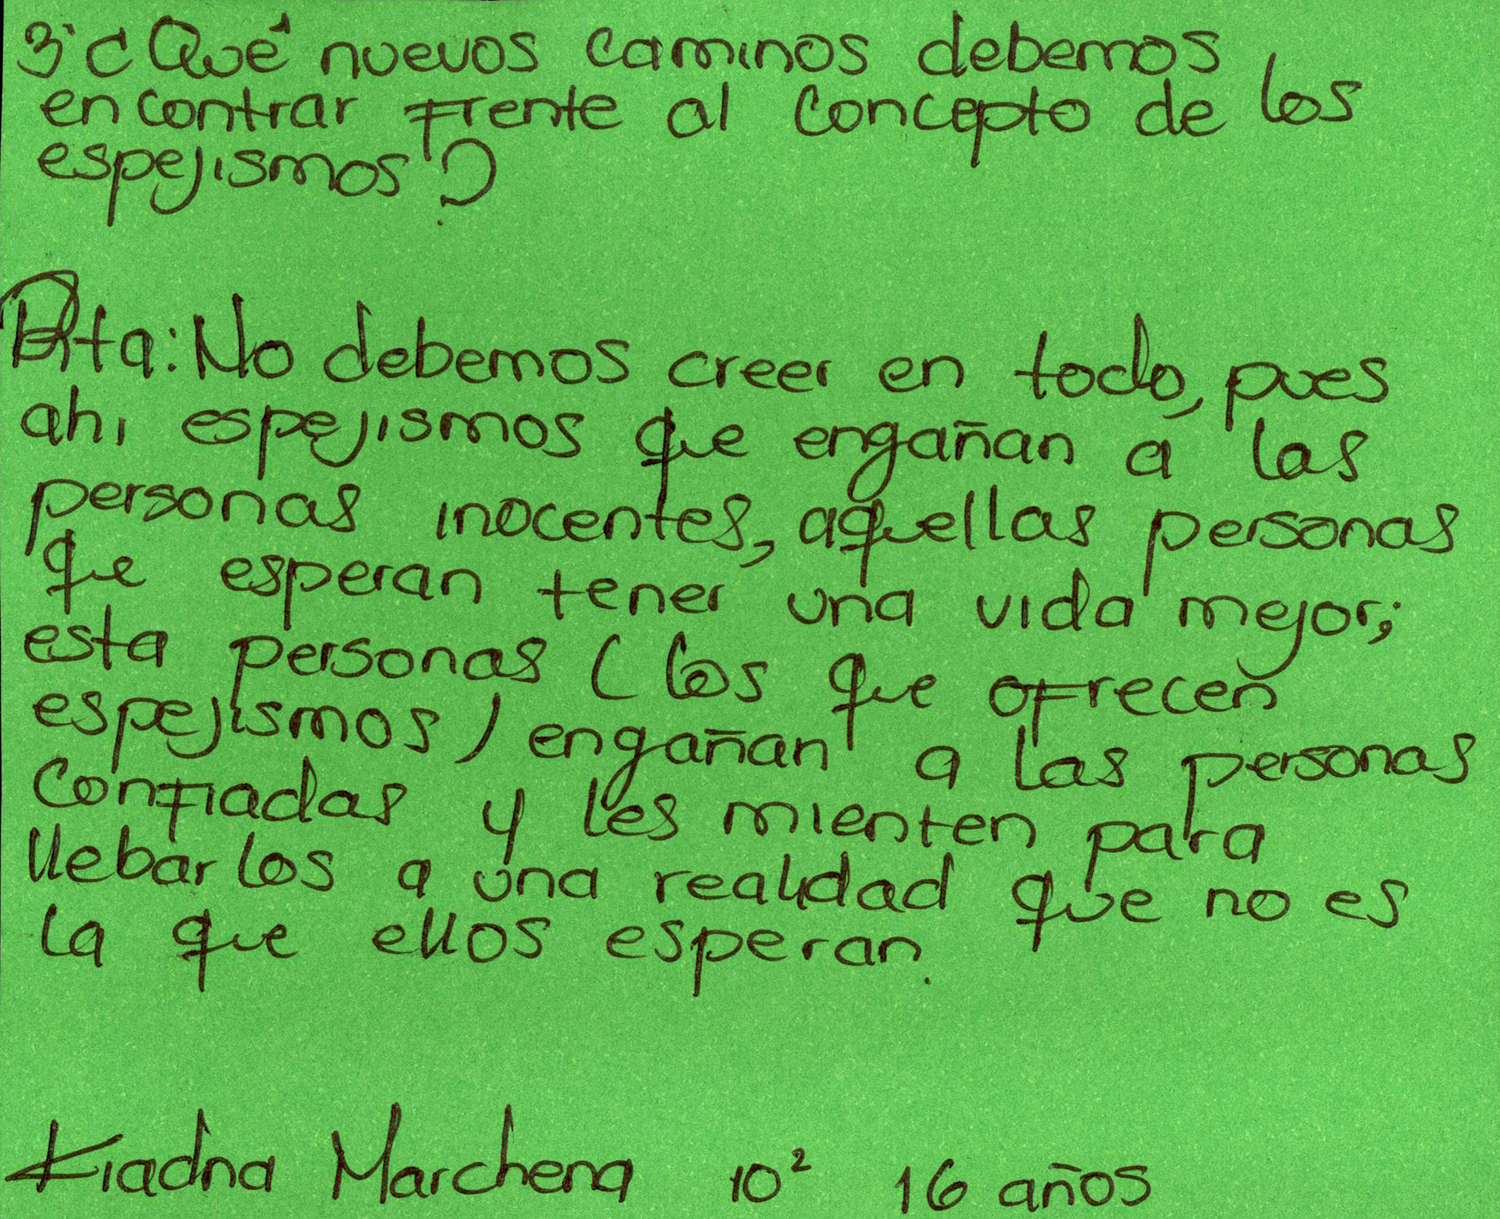 3. ¿Qué nuevos caminos debemos
encontrar frente al concepto de los
espejismos?
Rta: No debemos creer en todo, pues
ahi espejismos que engañan a las
personas inocentes, aquellas personas
que esperan tener una vida mejor;
esta personas (los que ofrecen
espejismos) engañan a las personas
confiadas y les mienten para
llebarlos a una realidad que no es
la que ellos esperan.
Marchena 10² 16 años